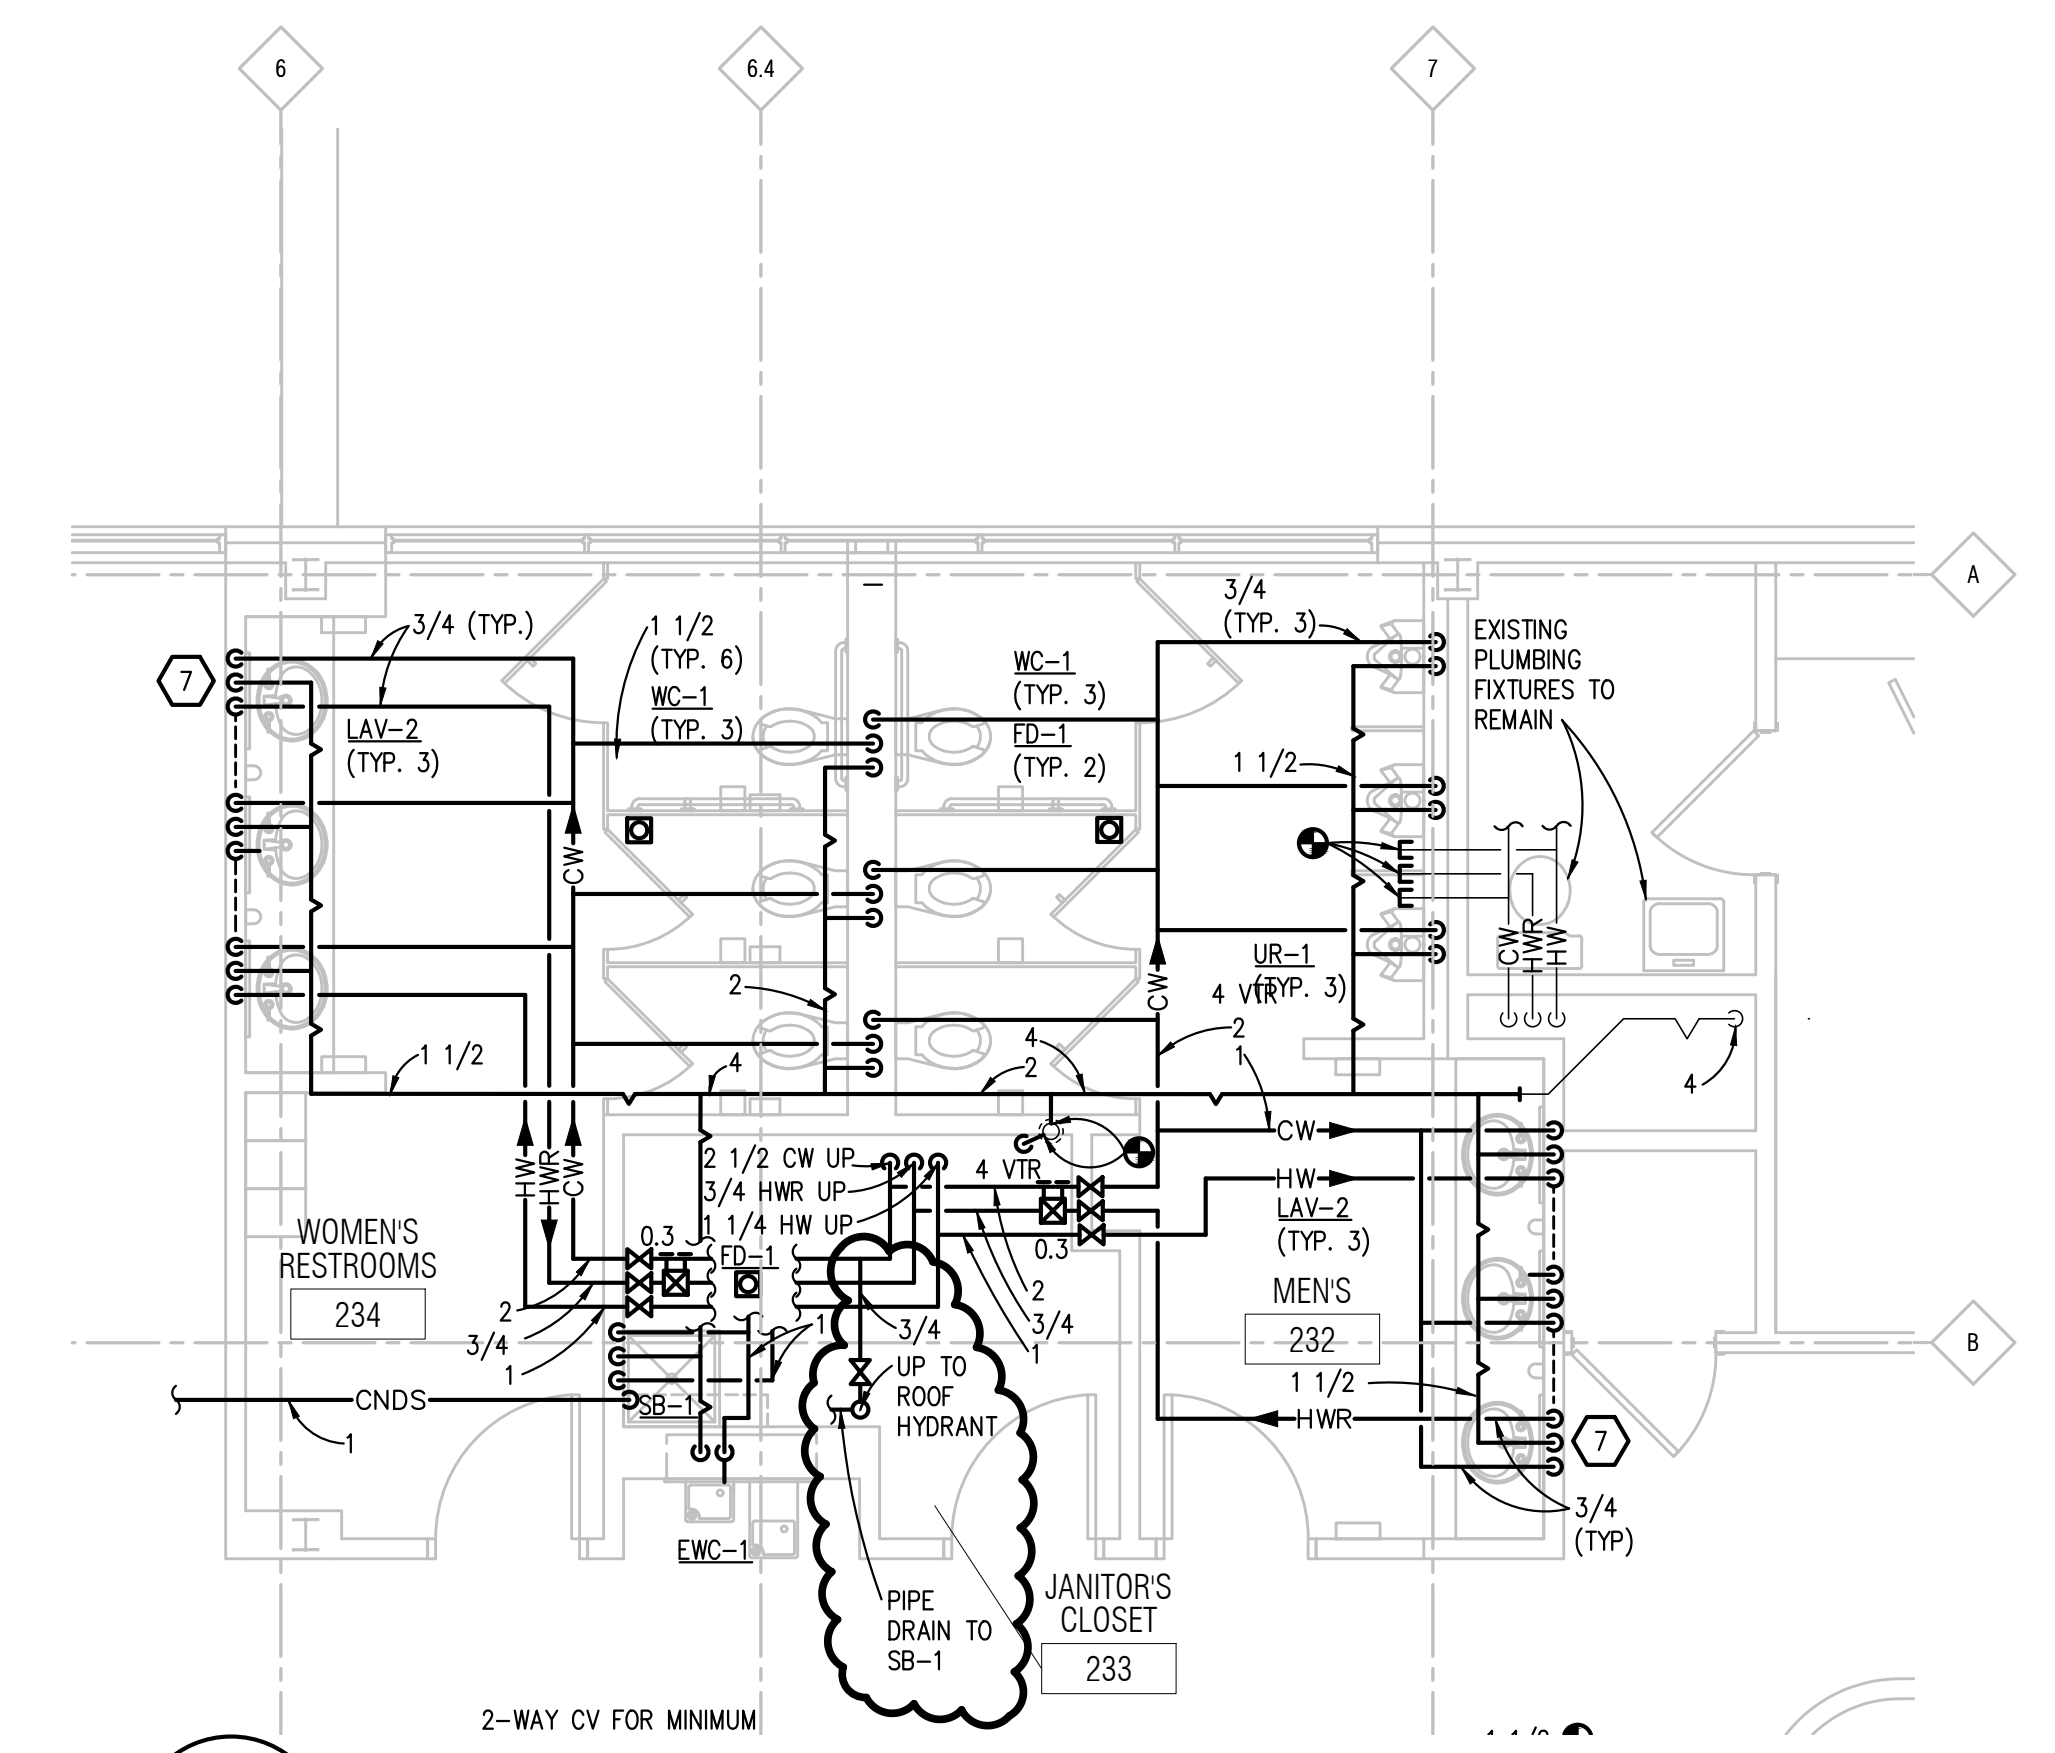 6
6.4
7
A
3/4
(TYP. 3)
3/4 (TYP.)
1 1/2
(TYP. 6)
WC-1
(TYP. 3)
WC-1
(TYP. 3)
FD-1
(TYP. 2)
EXISTING
PLUMBING
FIXTURES TO
REMAIN
7
LAV-2
(TYP. 3)
1 1/2
CW
CW
HWR
HW
UR-1
(TYP. 3)
4 VTR
2
CW
2
1
1 1/2
4
4
2
4
CW
HW
HWR
CW
2 1/2 CW UP
3/4 HWR UP
1 1/4 HW UP
4 VTR
HW
LAV-2
(TYP. 3)
WOMEN'S
RESTROOMS
234
0.3
FD-1
0.3
2
3/4
1
2
3/4
1
1
3/4
MEN'S
232
B
UP TO
ROOF
HYDRANT
CNDS
1
SB-1
1 1/2
HWR
7
3/4
(TYP)
EWC-1
PIPE
DRAIN TO
SB-1
JANITOR'S
CLOSET
233
2-WAY CV FOR MINIMUM